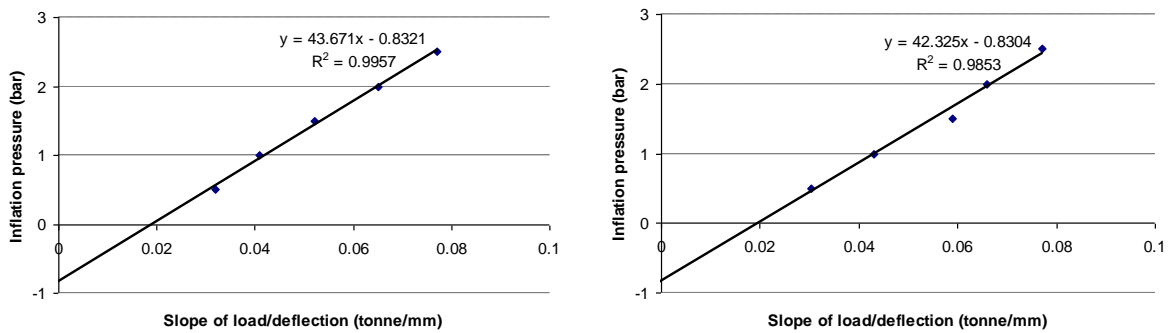 3
y = 43.671x - 0.8321
R² = 0.9957
2
1
0
0 0.02 0.04 0.06 0.08 0.1
-1
Inflation pressure (bar)
Slope of load/deflection (tonne/mm)
3
y = 42.325x - 0.8304
R² = 0.9853
2
1
0
0 0.02 0.04 0.06 0.08 0.1
-1
Inflation pressure (bar)
Slope of load/deflection (tonne/mm)